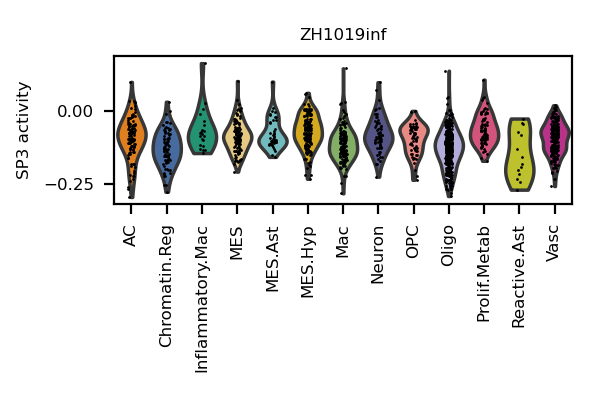 ZH1019inf
SP3 activity
0.00
−0.25
AC
Chromatin.Reg
Inflammatory.Mac
MES
MES.Ast
MES.Hyp
Mac
Neuron
OPC
Oligo
Prolif.Metab
Reactive.Ast
Vasc